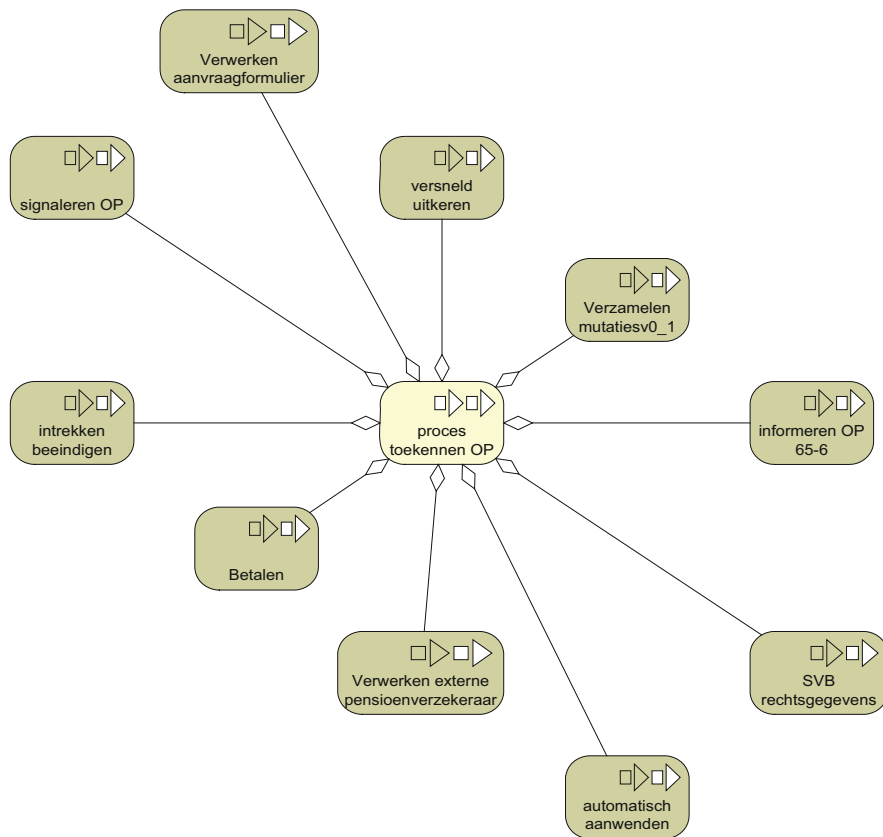 Verwerken
aanvraagformulier
signaleren OP
versneld
uitkeren
Verzamelen
mutatiesv0_1
intrekken
beeindigen
proces
toekennen OP
informeren OP
65-6
Betalen
Verwerken externe
pensioenverzekeraar
SVB
rechtsgegevens
automatisch
aanwenden